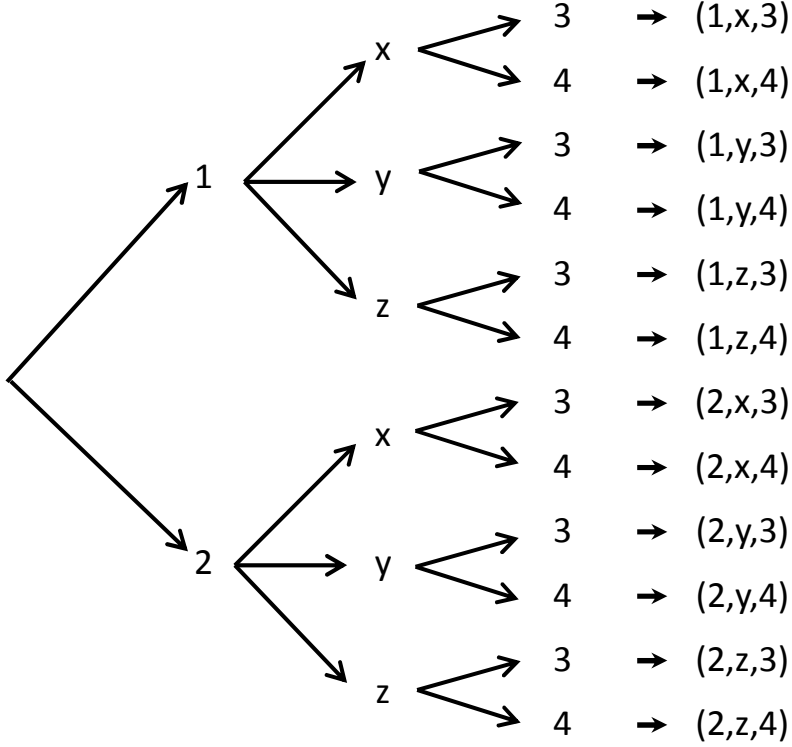 x
3 → (1,x,3)
4 → (1,x,4)
1
y
3 → (1,y,3)
4 → (1,y,4)
z
3 → (1,z,3)
4 → (1,z,4)
x
3 → (2,x,3)
4 → (2,x,4)
2
y
3 → (2,y,3)
4 → (2,y,4)
z
3 → (2,z,3)
4 → (2,z,4)